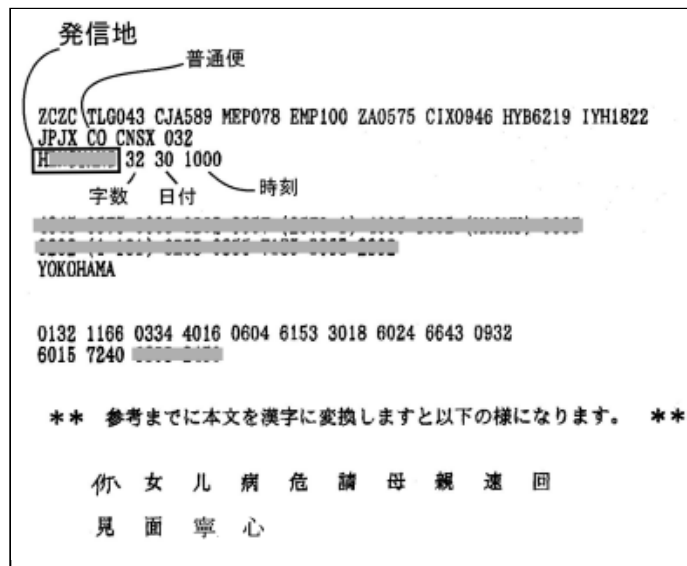 発信地
普通便
ZCZC TLG043 CJA589 MEP078 EMP100 ZA0575 CIX0946 HYB6219 IYH1822
JPJX CO CNSX 032
32 30 1000
字数 日付 時刻
YOKOHAMA
0132 1166 0334 4016 0604 6153 3018 6024 6643 0932
6015 7240
** 参考までに本文を漢字に変換しますと以下の様になります。 **
你 女 儿 病 危 請 母 親 速 回
見 面 寧 心